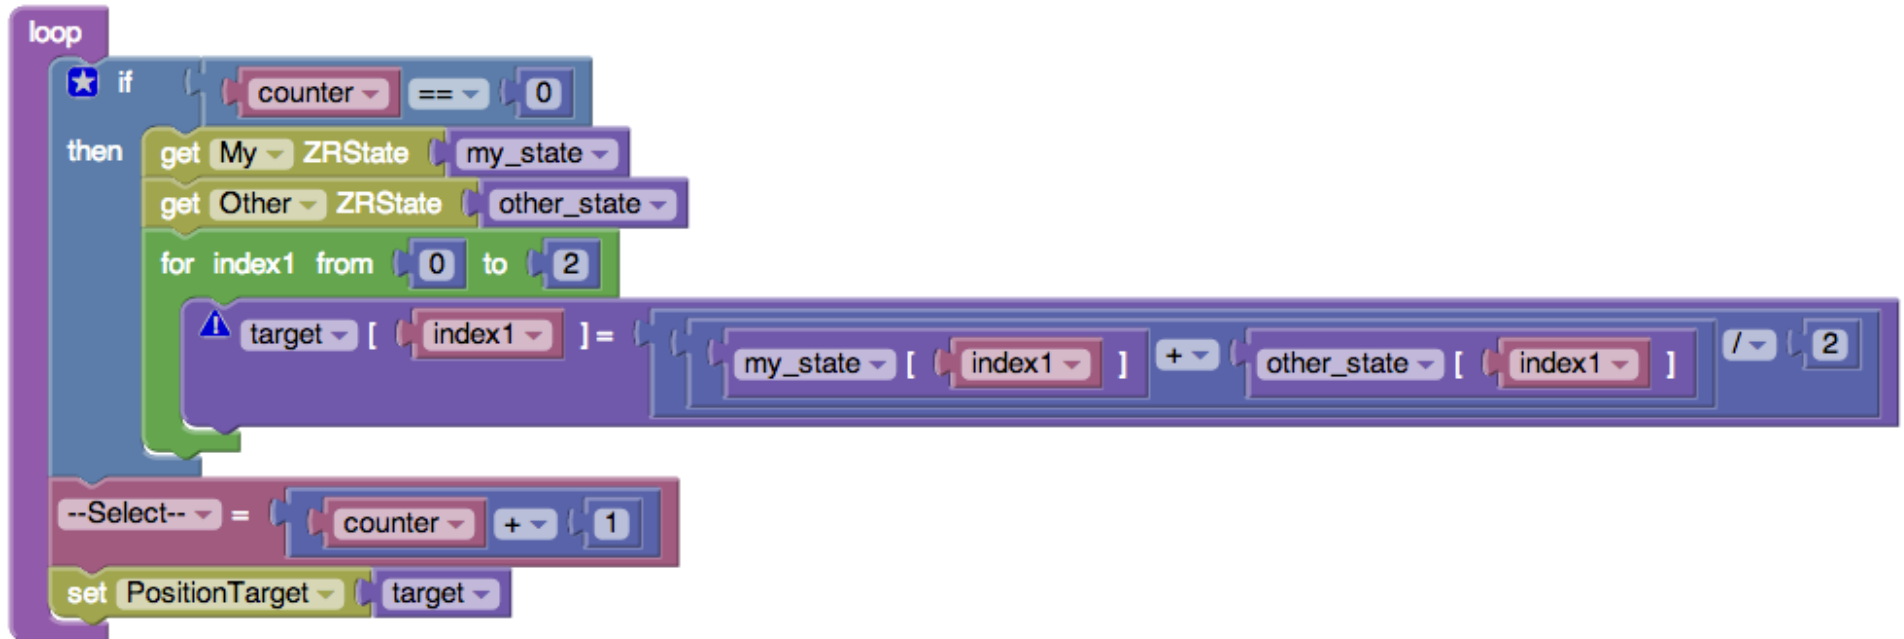 loop
if counter == 0
then get My ZRState my_state
get Other ZRState other_state
for index1 from 0 to 2
target [ index1 ] = my_state [ index1 ] + other_state [ index1 ] / 2
--Select-- = counter + 1
set PositionTarget target